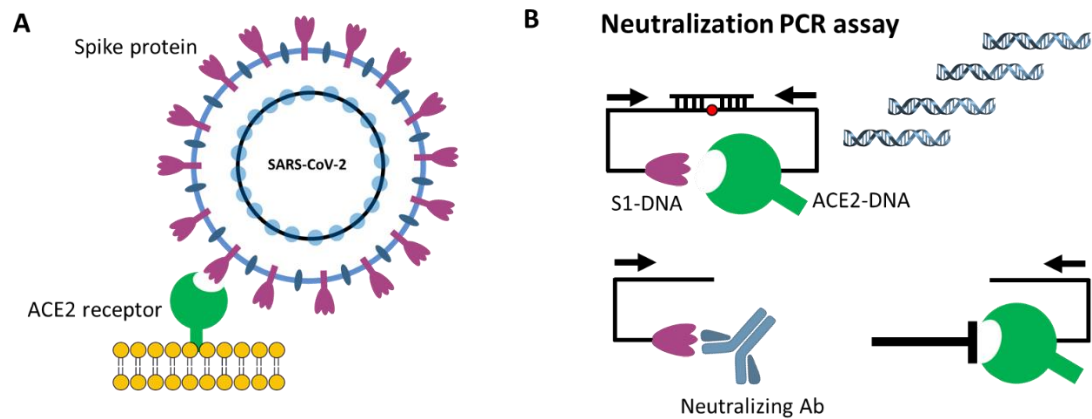 A
Spike protein
SARS-CoV-2
ACE2 receptor
B
Neutralization PCR assay
S1-DNA
ACE2-DNA
Neutralizing Ab